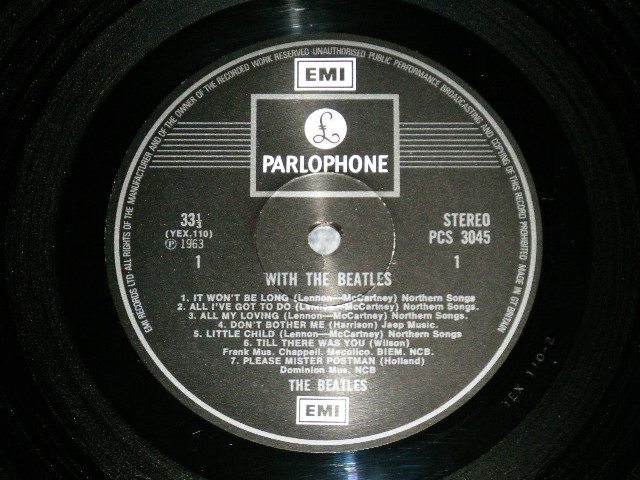 EMI RECORDS LTD·ALL RIGHTS OF THE MANUFACTURER AND OF THE OWNER OF THE RECORDED WORK RESERVED·UNAUTHORISED PUBLIC PERFORMANCE BROADCASTING AND COPYING OF THIS RECORD PROHIBITED·MADE IN GT BRITAIN
EMI
£
PARLOPHONE
33⅓
(YEX.110)
Ⓟ 1963
1
STEREO
PCS 3045
1
WITH THE BEATLES
1. IT WON'T BE LONG (Lennon—McCartney) Northern Songs
2. ALL I'VE GOT TO DO (Lennon—McCartney) Northern Songs.
3. ALL MY LOVING (Lennon—McCartney) Northern Songs
4. DON'T BOTHER ME (Harrison) Jaep Music.
5. LITTLE CHILD (Lennon—McCartney) Northern Songs.
6. TILL THERE WAS YOU (Wilson)
Frank Mus. Chappell. Mecolico. BIEM. NCB.
7. PLEASE MISTER POSTMAN (Holland)
Dominion Mus. NCB
THE BEATLES
EMI
YEX 110-2